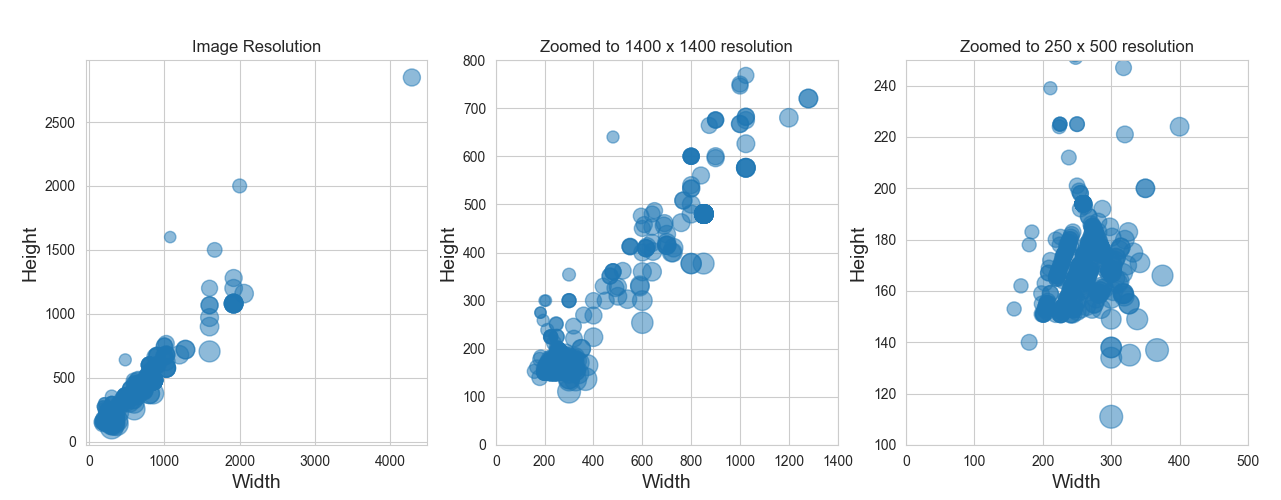 Image Resolution
Height
2500
2000
1500
1000
500
0
0 1000 2000 3000 4000
Width
Zoomed to 1400 x 1400 resolution
Height
800
700
600
500
400
300
200
100
0
0 200 400 600 800 1000 1200 1400
Width
Zoomed to 250 x 500 resolution
Height
240
220
200
180
160
140
120
100
0 100 200 300 400 500
Width